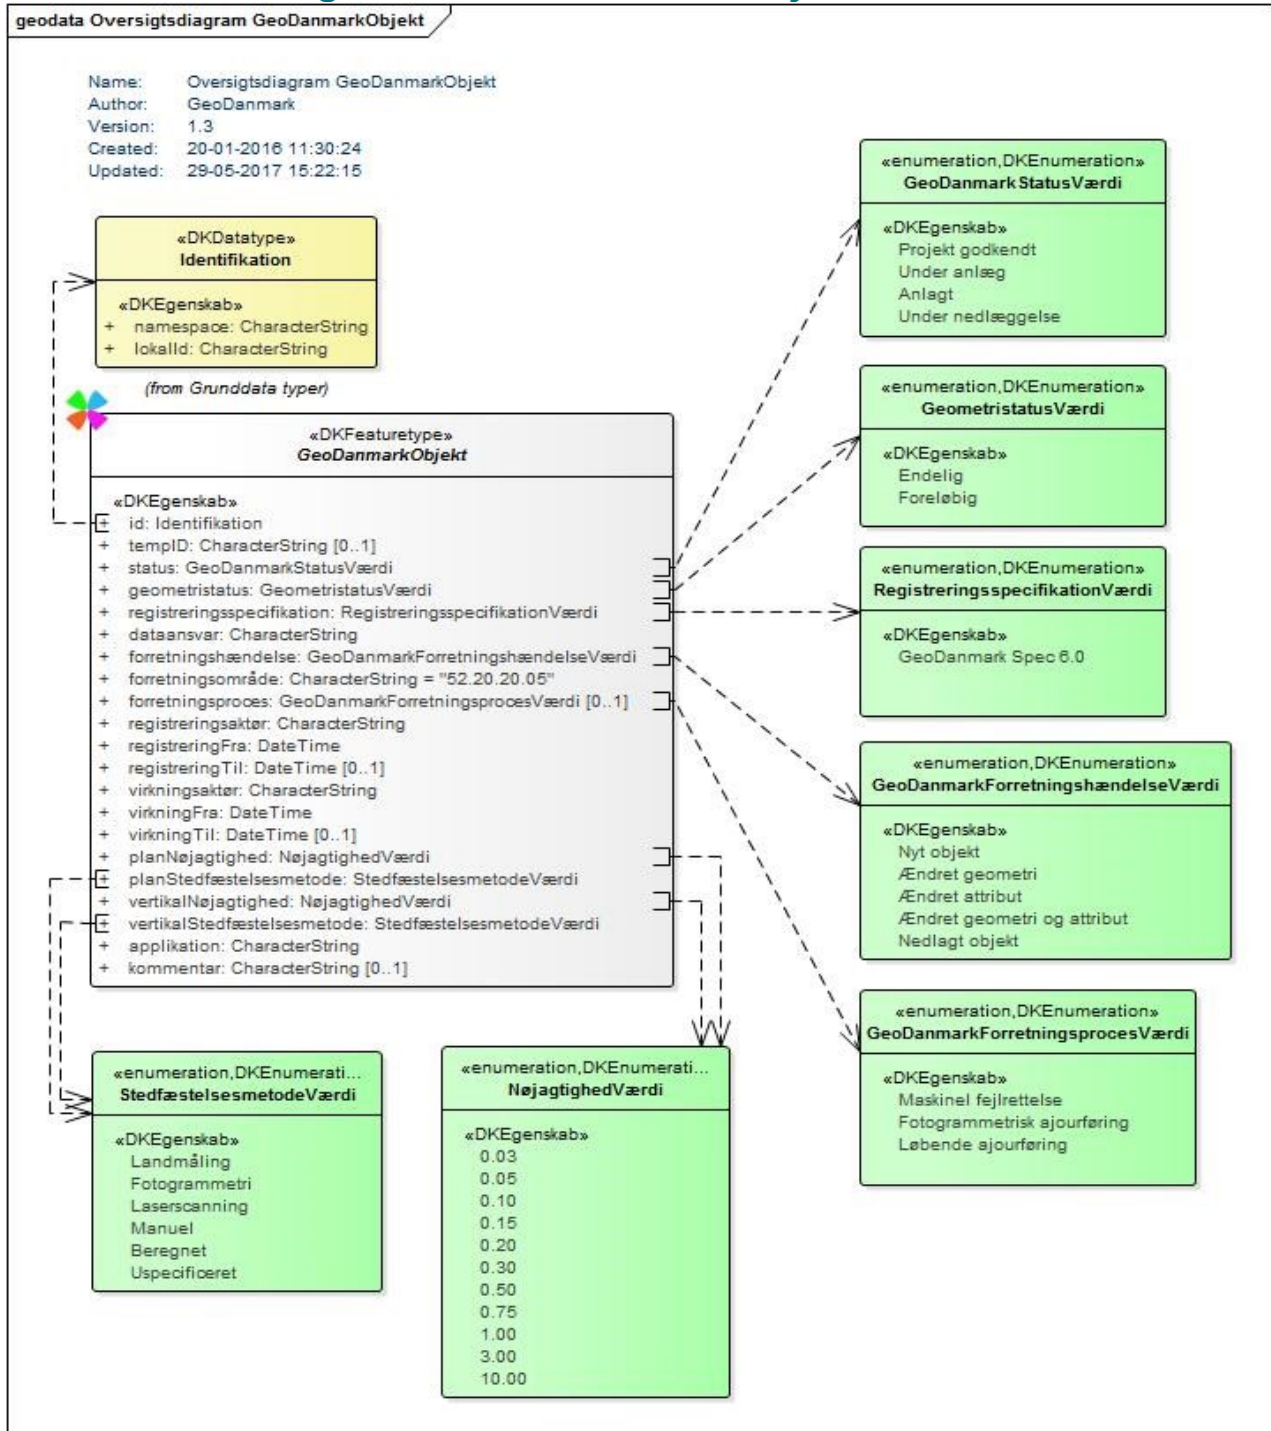 geodata Oversigtsdiagram GeoDanmarkObjekt
Name: Oversigtsdiagram GeoDanmarkObjekt
Author: GeoDanmark
Version: 1.3
Created: 20-01-2016 11:30:24
Updated: 29-05-2017 15:22:15
«DKDatatype»
Identifikation
«DKEgenskab»
+ namespace: CharacterString
+ lokalId: CharacterString
(from Grunddata typer)
«DKFeaturetype»
GeoDanmarkObjekt
«DKEgenskab»
+ id: Identifikation
+ tempID: CharacterString [0..1]
+ status: GeoDanmarkStatusVærdi
+ geometristatus: GeometristatusVærdi
+ registreringsspecifikation: RegistreringsspecifikationVærdi
+ dataansvar: CharacterString
+ forretningshændelse: GeoDanmarkForretningshændelseVærdi
+ forretningsområde: CharacterString = "52.20.20.05"
+ forretningsproces: GeoDanmarkForretningsprocesVærdi [0..1]
+ registreringsaktør: CharacterString
+ registreringFra: DateTime
+ registreringTil: DateTime [0..1]
+ virkningsaktør: CharacterString
+ virkningFra: DateTime
+ virkningTil: DateTime [0..1]
+ planNøjagtighed: NøjagtighedVærdi
+ planStedfæstelsesmetode: StedfæstelsesmetodeVærdi
+ vertikalNøjagtighed: NøjagtighedVærdi
+ vertikalStedfæstelsesmetode: StedfæstelsesmetodeVærdi
+ applikation: CharacterString
+ kommentar: CharacterString [0..1]
«enumeration,DKEnumeration»
GeoDanmarkStatusVærdi
«DKEgenskab»
Projekt godkendt
Under anlæg
Anlagt
Under nedlæggelse
«enumeration,DKEnumeration»
GeometristatusVærdi
«DKEgenskab»
Endelig
Foreløbig
«enumeration,DKEnumeration»
RegistreringsspecifikationVærdi
«DKEgenskab»
GeoDanmark Spec 6.0
«enumeration,DKEnumeration»
GeoDanmarkForretningshændelseVærdi
«DKEgenskab»
Nyt objekt
Ændret geometri
Ændret attribut
Ændret geometri og attribut
Nedlagt objekt
«enumeration,DKEnumeration»
GeoDanmarkForretningsprocesVærdi
«DKEgenskab»
Maskinel fejlrettelse
Fotogrammetrisk ajourføring
Løbende ajourføring
«enumeration,DKEnumerati...
StedfæstelsesmetodeVærdi
«DKEgenskab»
Landmåling
Fotogrammetri
Laserscanning
Manuel
Beregnet
Uspecificeret
«enumeration,DKEnumerati...
NøjagtighedVærdi
«DKEgenskab»
0.03
0.05
0.10
0.15
0.20
0.30
0.50
0.75
1.00
3.00
10.00